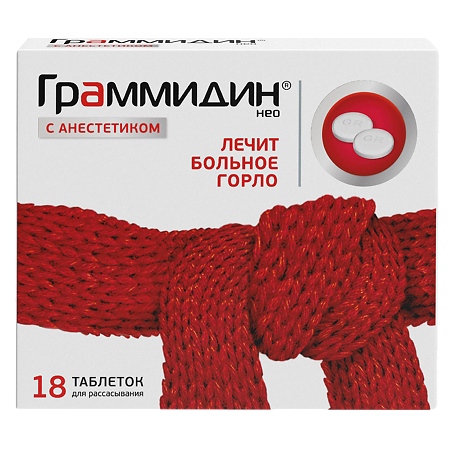 Граммидин®
нео
С АНЕСТЕТИКОМ
ЛЕЧИТ
БОЛЬНОЕ
ГОРЛО
18 ТАБЛЕТОК
для рассасывания